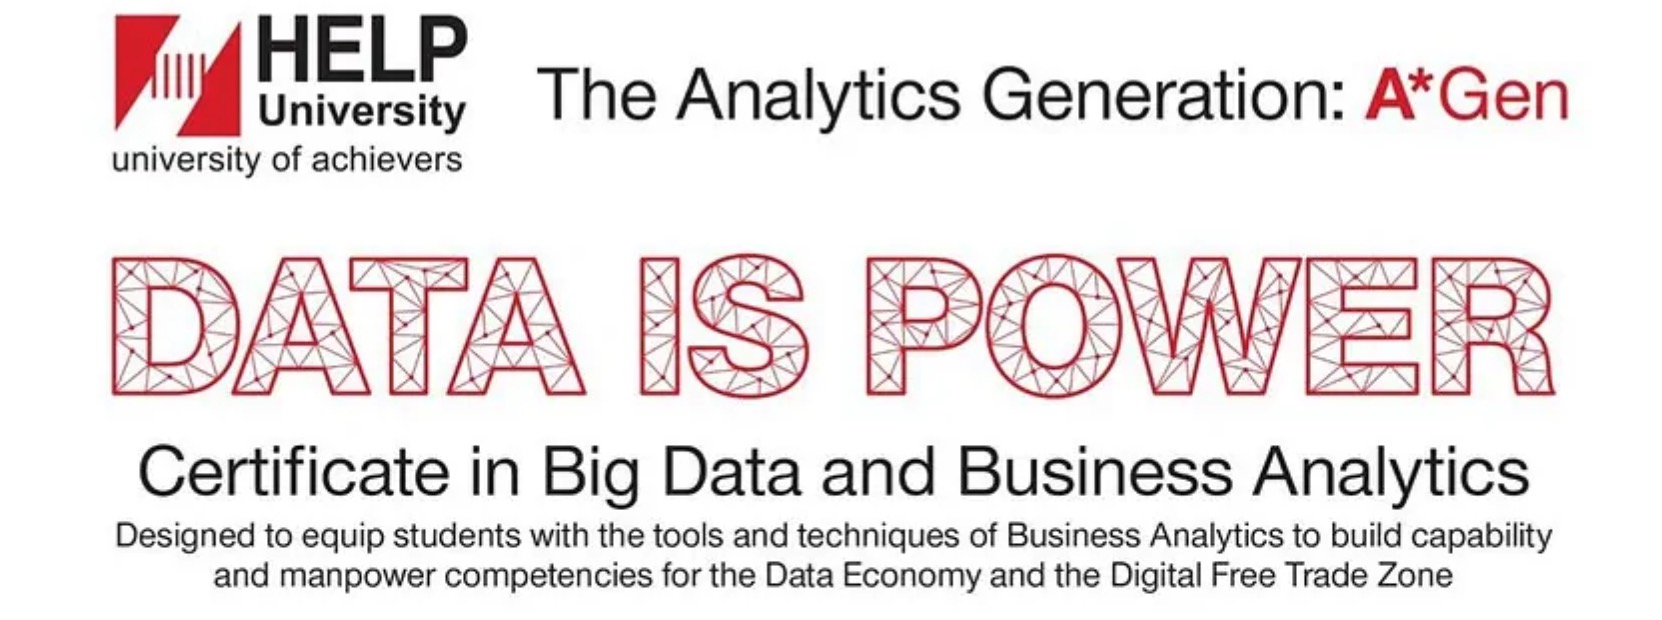 HELP
University
university of achievers
The Analytics Generation: A*Gen
DATA IS POWER
Certificate in Big Data and Business Analytics
Designed to equip students with the tools and techniques of Business Analytics to build capability
and manpower competencies for the Data Economy and the Digital Free Trade Zone